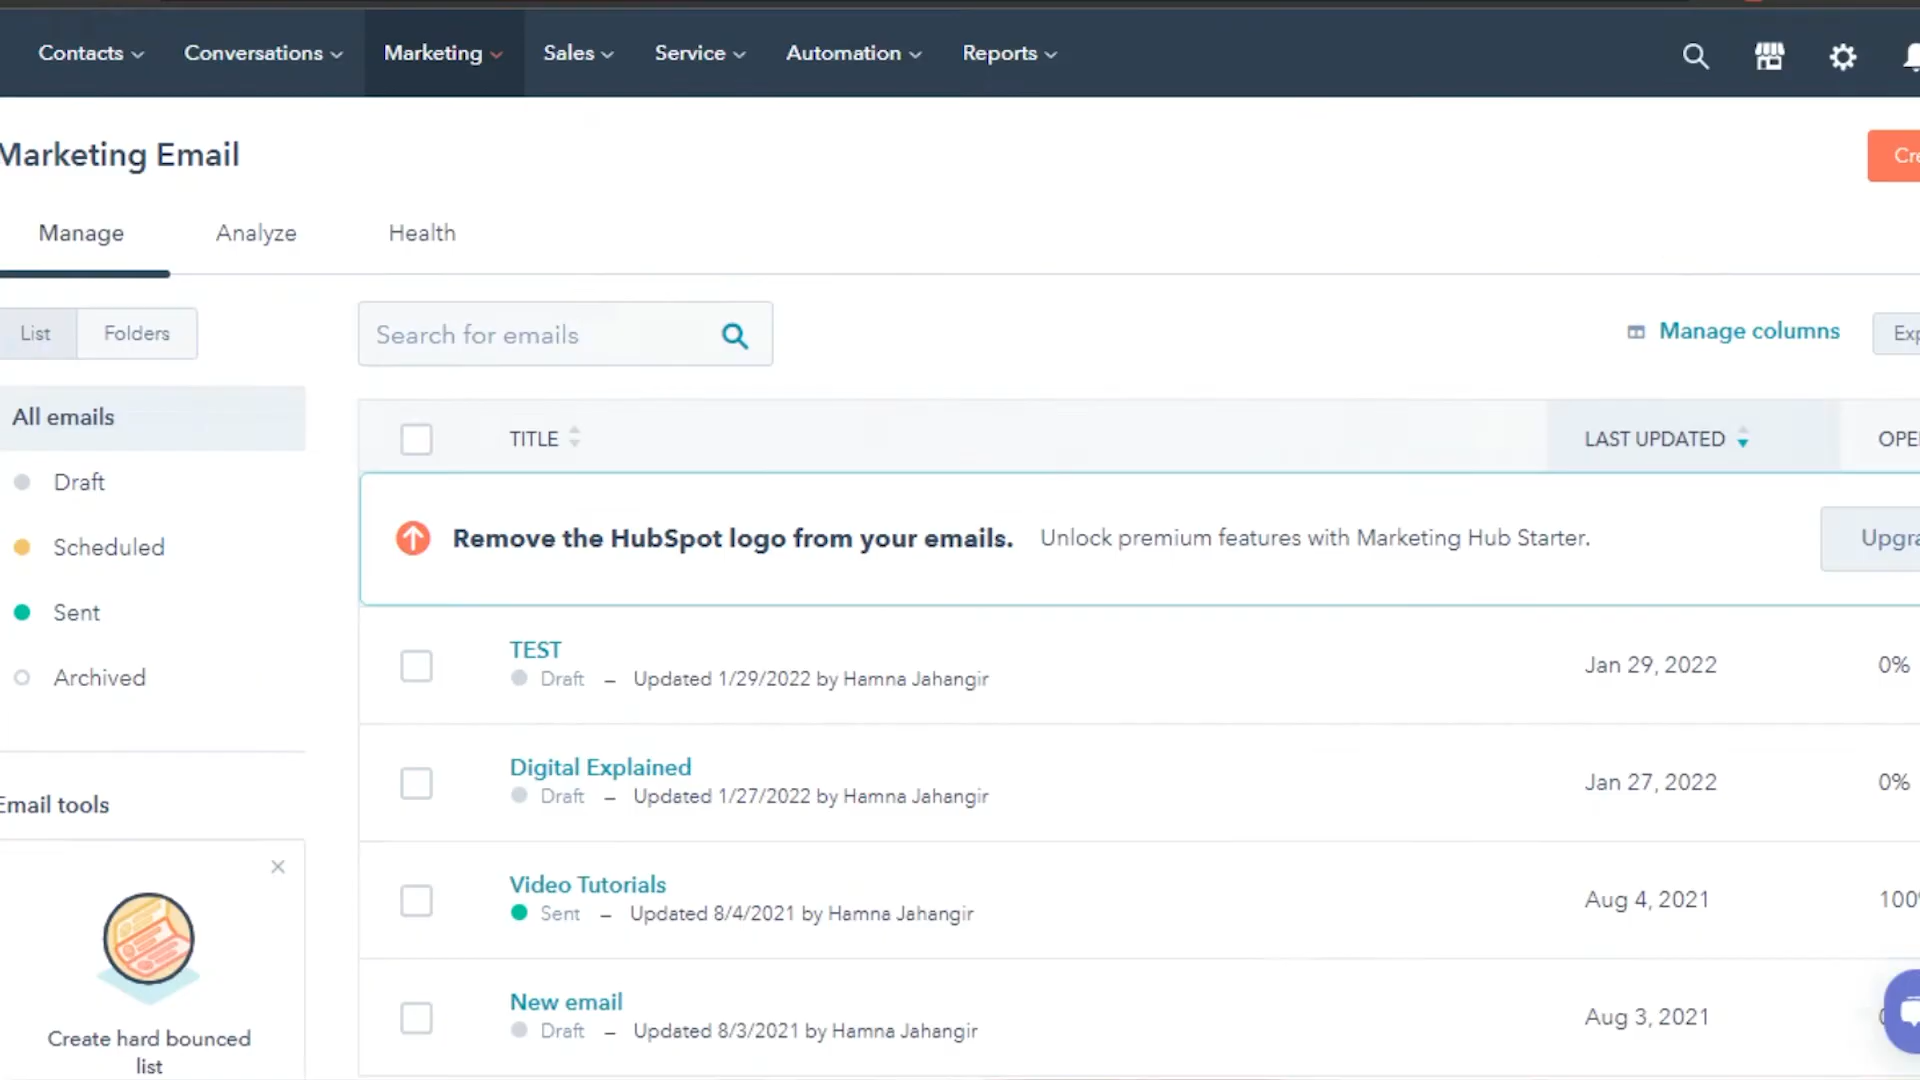 Contacts Conversations Marketing Sales Service Automation Reports
Marketing Email
Cre
Manage Analyze Health
List Folders
Search for emails
Manage columns
Exp
All emails
Draft
Scheduled
Sent
Archived
TITLE LAST UPDATED OPE
Remove the HubSpot logo from your emails. Unlock premium features with Marketing Hub Starter.
Upgra
TEST
Draft – Updated 1/29/2022 by Hamna Jahangir
Jan 29, 2022 0%
Digital Explained
Draft – Updated 1/27/2022 by Hamna Jahangir
Jan 27, 2022 0%
Video Tutorials
Sent – Updated 8/4/2021 by Hamna Jahangir
Aug 4, 2021 100
New email
Draft – Updated 8/3/2021 by Hamna Jahangir
Aug 3, 2021
Email tools
Create hard bounced
list